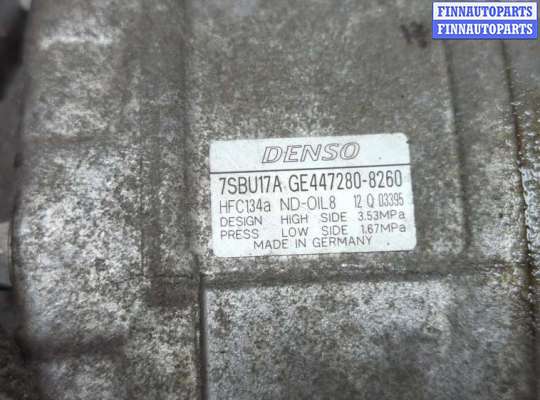 FINNAUTOPARTS
FINNAUTOPARTS
DENSO
7SBU17A GE447280-8260
HFC134a ND-OIL8 12 Q 03395
DESIGN HIGH SIDE 3.53MPa
PRESS LOW SIDE 1.67MPa
MADE IN GERMANY